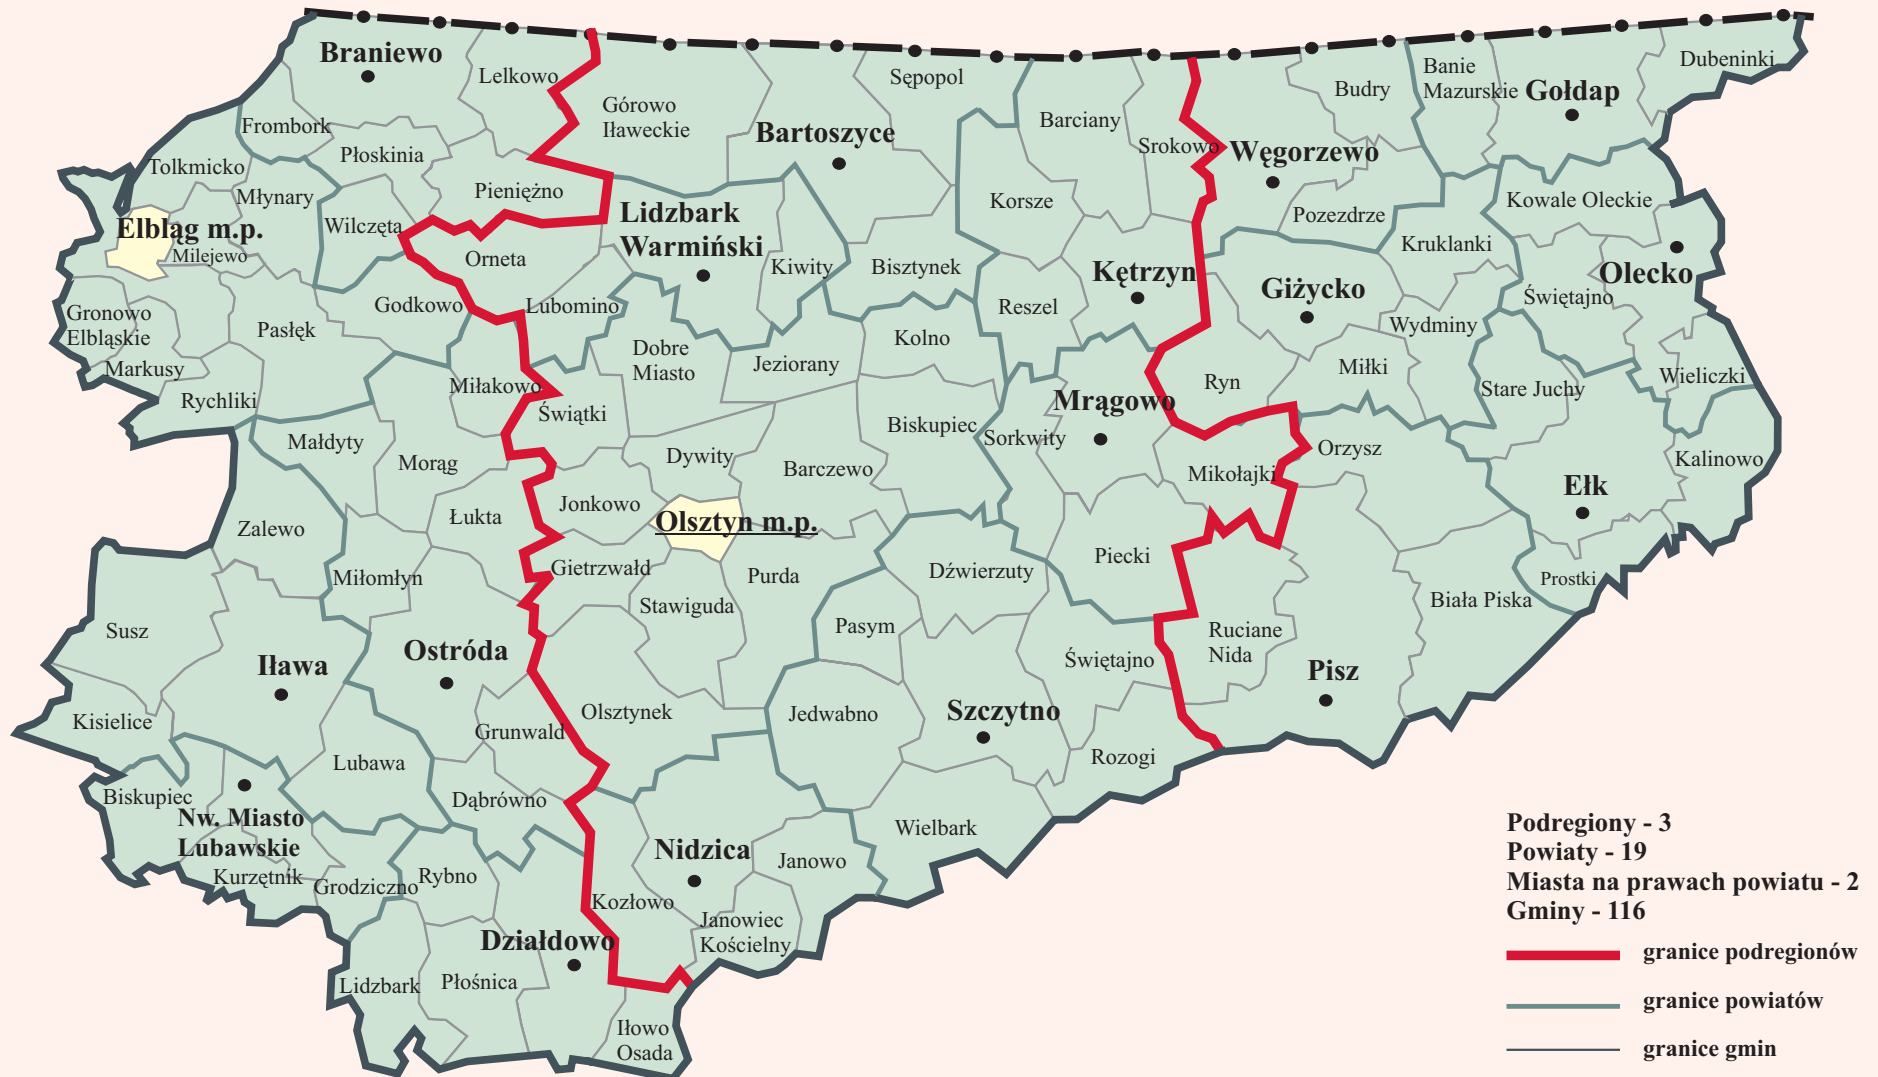 Braniewo
Lelkowo
Sępopol
Banie
Mazurskie
Dubeninki
Górowo
Iławeckie
Budry
Gołdap
Frombork
Bartoszyce
Barciany
Srokowo
Węgorzewo
Tolkmicko
Płoskinia
Młynary
Pieniężno
Korsze
Kowale Oleckie
Elbląg m.p.
Wilczęta
Lidzbark
Warmiński
Pozezdrze
Milejewo
Orneta
Kiwity
Bisztynek
Kętrzyn
Kruklanki
Olecko
Gronowo
Elbląskie
Pasłęk
Godkowo
Lubomino
Reszel
Giżycko
Świętajno
Wydminy
Markusy
Dobre
Miasto
Jeziorany
Kolno
Rychliki
Miłakowo
Ryn
Miłki
Stare Juchy
Wieliczki
Świątki
Mrągowo
Małdyty
Morąg
Dywity
Barczewo
Biskupiec
Sorkwity
Mikołajki
Orzysz
Kalinowo
Zalewo
Łukta
Jonkowo
Olsztyn m.p.
Ełk
Miłomłyn
Gietrzwałd
Purda
Dźwierzuty
Piecki
Prostki
Susz
Stawiguda
Pasym
Biała Piska
Iława
Ostróda
Świętajno
Ruciane
Nida
Pisz
Kisielice
Grunwald
Olsztynek
Jedwabno
Szczytno
Lubawa
Rozogi
Biskupiec
Dąbrówno
Nw. Miasto
Lubawskie
Wielbark
Nidzica
Janowo
Kurzętnik
Grodziczno
Rybno
Kozłowo
Janowiec
Kościelny
Działdowo
Lidzbark
Płośnica
Iłowo
Osada
Podregiony - 3
Powiaty - 19
Miasta na prawach powiatu - 2
Gminy - 116
granice podregionów
granice powiatów
granice gmin